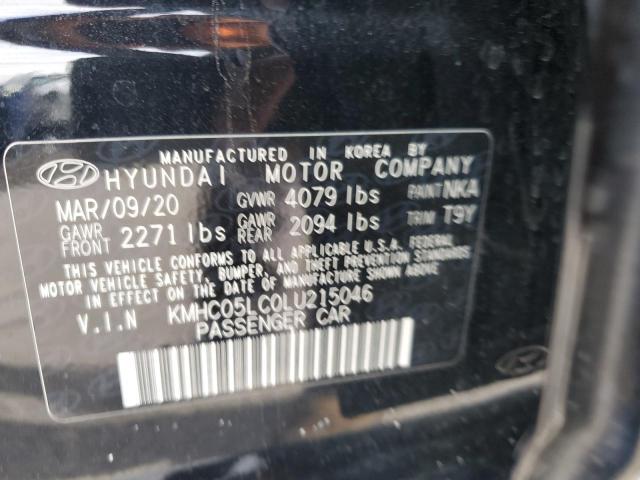 MANUFACTURED IN KOREA BY
HYUNDAI MOTOR COMPANY
MAR/09/20 GVWR 4079 lbs PAINT NKA
GAWR FRONT 2271 lbs GAWR REAR 2094 lbs TRIM T9Y
THIS VEHICLE CONFORMS TO ALL APPLICABLE U.S.A. FEDERAL
MOTOR VEHICLE SAFETY, BUMPER, AND THEFT PREVENTION STANDARDS
IN EFFECT ON THE DATE OF MANUFACTURE SHOWN ABOVE.
V.I.N KMHC05LC0LU215046
PASSENGER CAR